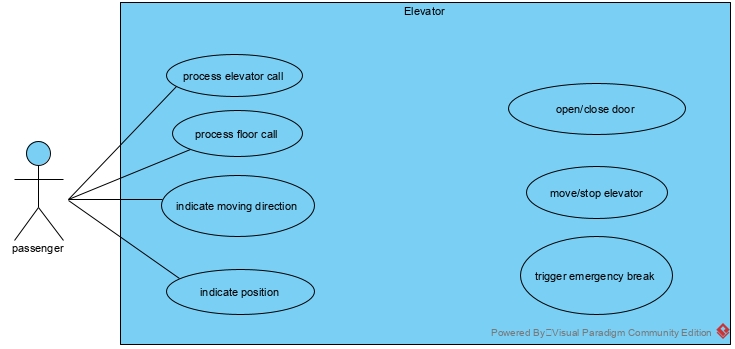 Elevator
process elevator call
open/close door
process floor call
move/stop elevator
indicate moving direction
passenger
trigger emergency break
indicate position
Powered By Visual Paradigm Community Edition